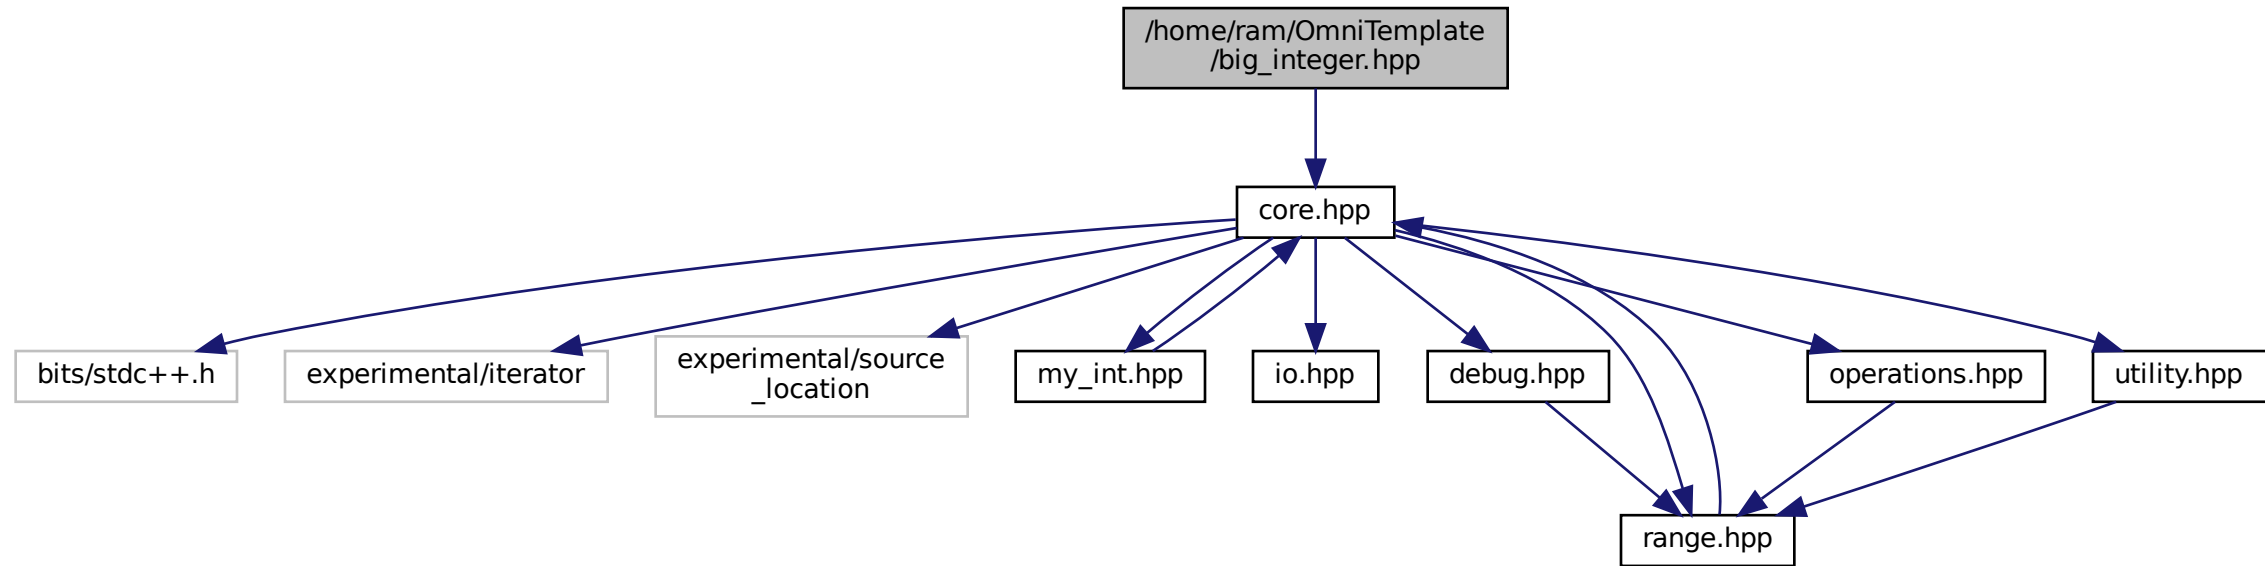 /home/ram/OmniTemplate
/big_integer.hpp
core.hpp
bits/stdc++.h
experimental/iterator
experimental/source
_location
my_int.hpp
io.hpp
debug.hpp
operations.hpp
utility.hpp
range.hpp